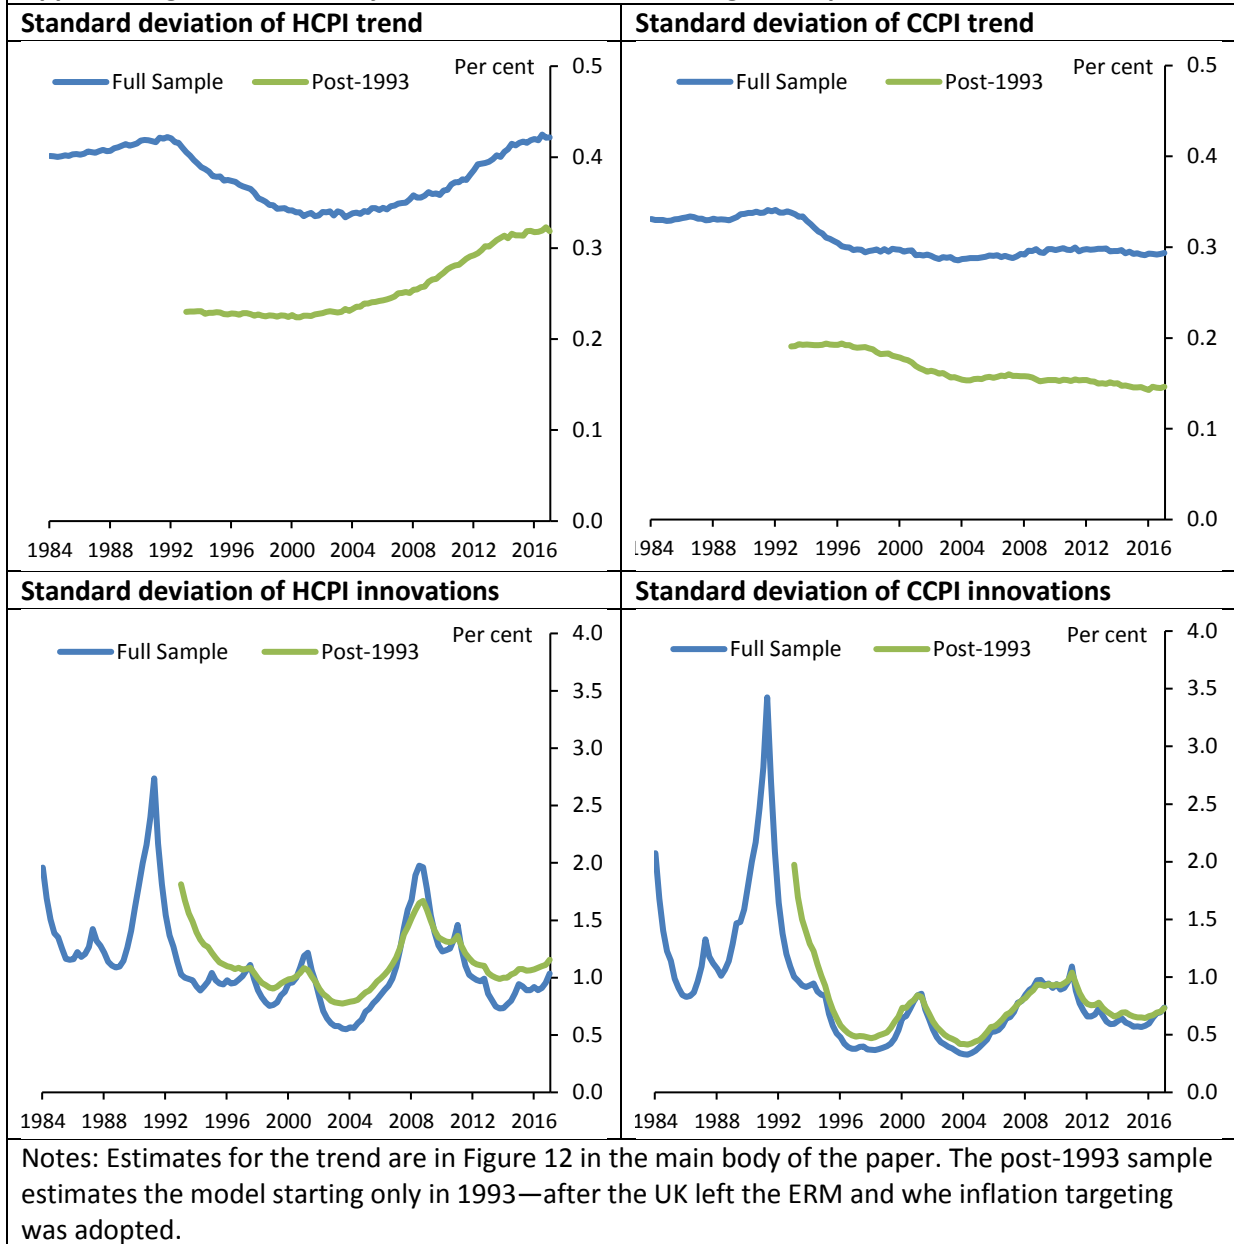 Standard deviation of HCPI trend
Standard deviation of CCPI trend
Per cent
Full Sample
Post-1993
0.5
0.4
0.3
0.2
0.1
0.0
1984 1988 1992 1996 2000 2004 2008 2012 2016
Per cent
Full Sample
Post-1993
0.5
0.4
0.3
0.2
0.1
0.0
1984 1988 1992 1996 2000 2004 2008 2012 2016
Standard deviation of HCPI innovations
Standard deviation of CCPI innovations
Per cent
Full Sample
Post-1993
4.0
3.5
3.0
2.5
2.0
1.5
1.0
0.5
0.0
1984 1988 1992 1996 2000 2004 2008 2012 2016
Per cent
Full Sample
Post-1993
4.0
3.5
3.0
2.5
2.0
1.5
1.0
0.5
0.0
1984 1988 1992 1996 2000 2004 2008 2012 2016
Notes: Estimates for the trend are in Figure 12 in the main body of the paper. The post-1993 sample
estimates the model starting only in 1993—after the UK left the ERM and whe inflation targeting
was adopted.